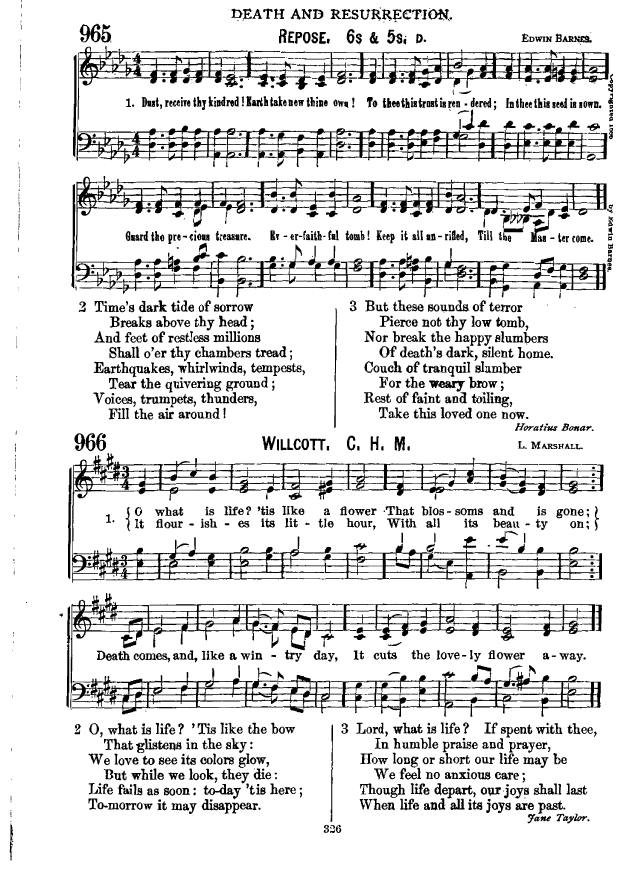 DEATH AND RESURRECTION.
965 REPOSE. 6s & 5s, D. EDWIN BARNES.
1. Dust, receive thy kindred! Earth take new thine own! To thee this trust is ren-dered; In thee this seed is sown.
Guard the pre-cious treasure. Ev-er-faith-ful tomb! Keep it all un-rifled, Till the Mas-ter come.
by Edwin Barnes.
2 Time's dark tide of sorrow
Breaks above thy head;
And feet of restless millions
Shall o'er thy chambers tread;
Earthquakes, whirlwinds, tempests,
Tear the quivering ground;
Voices, trumpets, thunders,
Fill the air around!
3 But these sounds of terror
Pierce not thy low tomb,
Nor break the happy slumbers
Of death's dark, silent home.
Couch of tranquil slumber
For the weary brow;
Rest of faint and toiling,
Take this loved one now.
Horatius Bonar.
966 WILLCOTT. C. H. M. L. MARSHALL.
1. { O what is life? 'tis like a flower That blos-soms and is gone; }
{ It flour-ish-es its lit-tle hour, With all its beau-ty on; }
Death comes, and, like a win-try day, It cuts the love-ly flower a-way.
2 O, what is life? 'Tis like the bow
That glistens in the sky:
We love to see its colors glow,
But while we look, they die:
Life fails as soon: to-day 'tis here;
To-morrow it may disappear.
3 Lord, what is life? If spent with thee,
In humble praise and prayer,
How long or short our life may be
We feel no anxious care;
Though life depart, our joys shall last
When life and all its joys are past.
Jane Taylor.
326